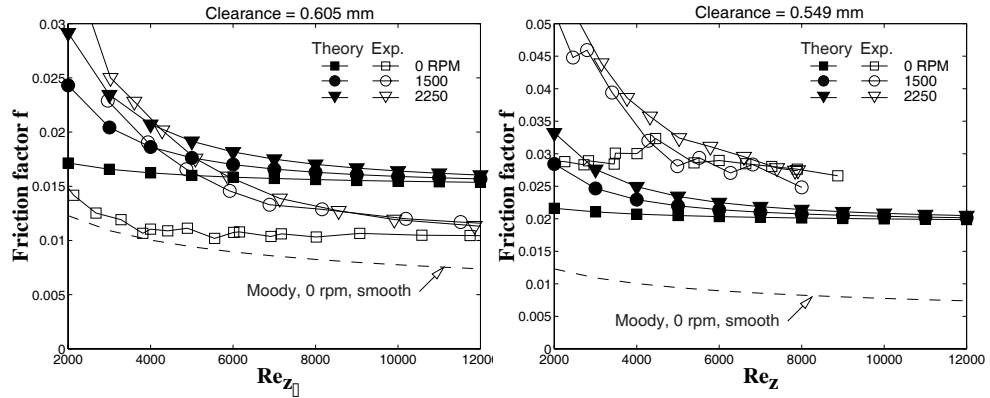 Clearance = 0.605 mm
0.03
0.025
0.02
0.015
0.01
0.005
0
Friction factor f
Theory Exp.
0 RPM
1500
2250
Moody, 0 rpm, smooth
2000 4000 6000 8000 10000 12000
Rez▯
Clearance = 0.549 mm
0.05
0.045
0.04
0.035
0.03
0.025
0.02
0.015
0.01
0.005
0
Friction factor f
Theory Exp.
0 RPM
1500
2250
Moody, 0 rpm, smooth
2000 4000 6000 8000 10000 12000
Rez